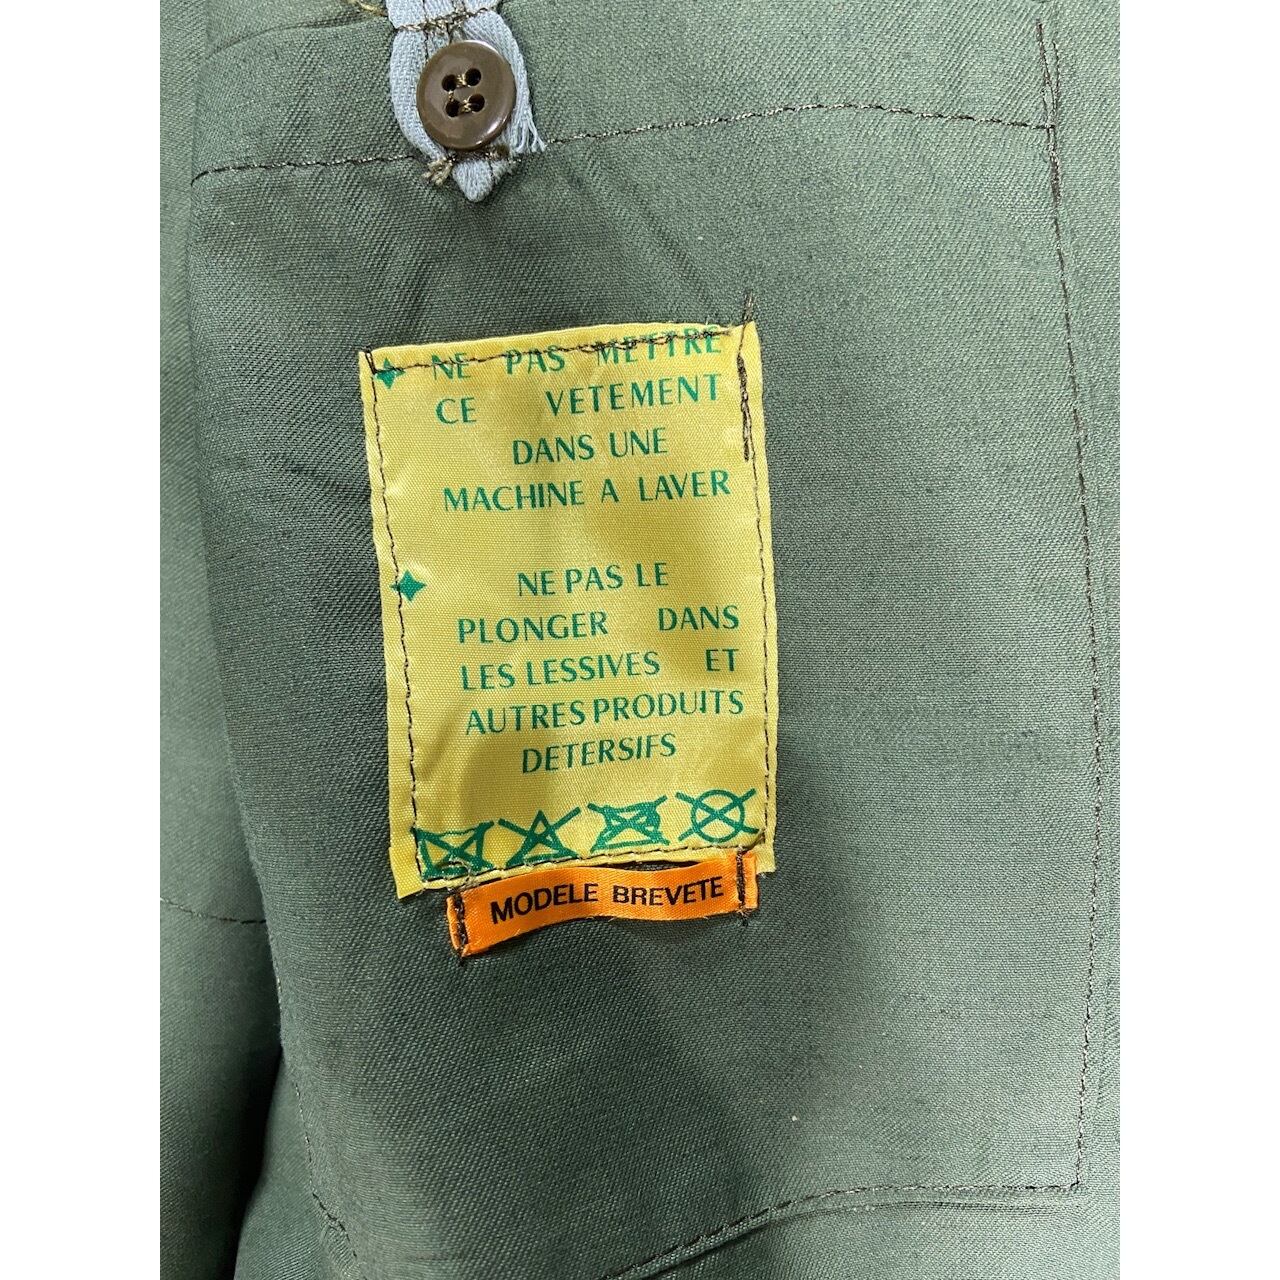 NE PAS METTRE
CE VETEMENT
DANS UNE
MACHINE A LAVER
NE PAS LE
PLONGER DANS
LES LESSIVES ET
AUTRES PRODUITS
DETERSIFS
MODELE BREVETE